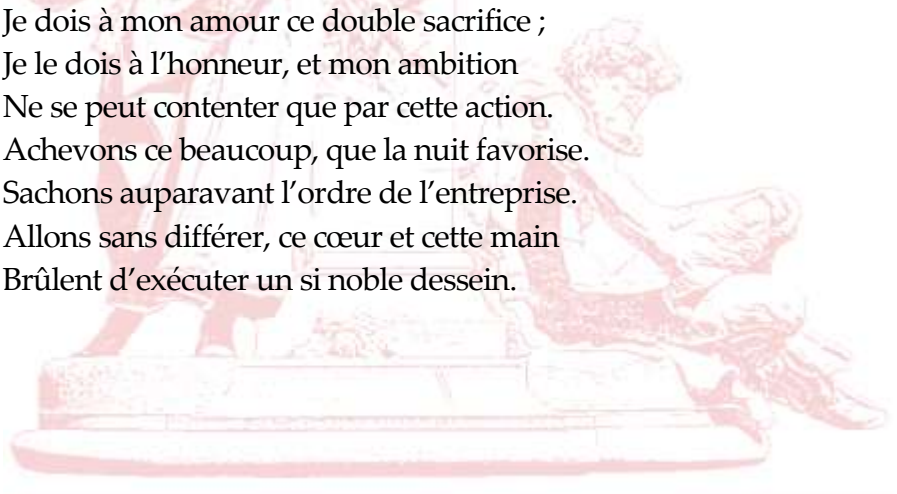 Je dois à mon amour ce double sacrifice ;
Je le dois à l’honneur, et mon ambition
Ne se peut contenter que par cette action.
Achevons ce beaucoup, que la nuit favorise.
Sachons auparavant l’ordre de l’entreprise.
Allons sans différer, ce cœur et cette main
Brûlent d’exécuter un si noble dessein.